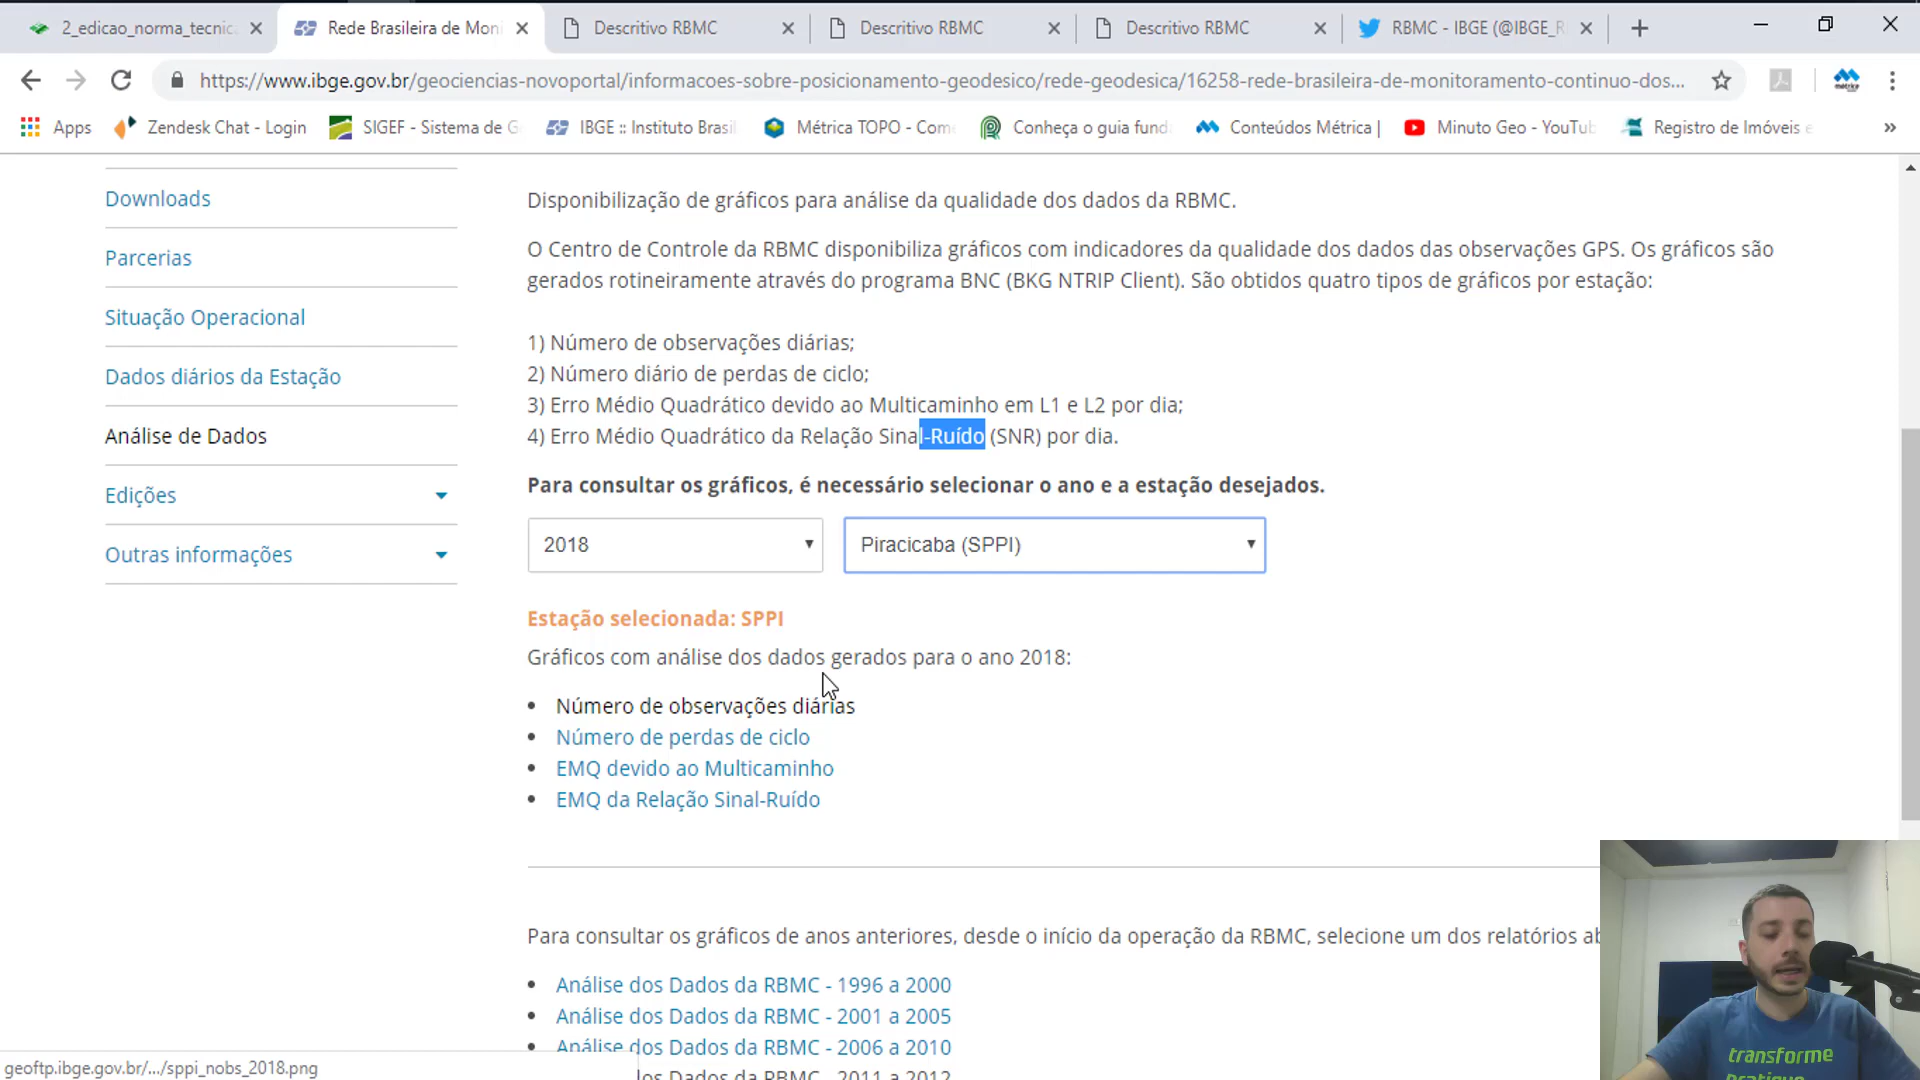 2_edicao_norma_tecnic
Rede Brasileira de Moni
Descritivo RBMC
Descritivo RBMC
Descritivo RBMC
RBMC - IBGE (@IBGE_R
https://www.ibge.gov.br/geociencias-novoportal/informacoes-sobre-posicionamento-geodesico/rede-geodesica/16258-rede-brasileira-de-monitoramento-continuo-dos...
Apps
Zendesk Chat - Login
SIGEF - Sistema de G
IBGE :: Instituto Brasil
Métrica TOPO - Com
Conheça o guia fund
Conteúdos Métrica |
Minuto Geo - YouTub
Registro de Imóveis e
»
Downloads
Parcerias
Situação Operacional
Dados diários da Estação
Análise de Dados
Edições
Outras informações
Disponibilização de gráficos para análise da qualidade dos dados da RBMC.
O Centro de Controle da RBMC disponibiliza gráficos com indicadores da qualidade dos dados das observações GPS. Os gráficos são
gerados rotineiramente através do programa BNC (BKG NTRIP Client). São obtidos quatro tipos de gráficos por estação:
1) Número de observações diárias;
2) Número diário de perdas de ciclo;
3) Erro Médio Quadrático devido ao Multicaminho em L1 e L2 por dia;
4) Erro Médio Quadrático da Relação Sinal-Ruído (SNR) por dia.
Para consultar os gráficos, é necessário selecionar o ano e a estação desejados.
2018
Piracicaba (SPPI)
Estação selecionada: SPPI
Gráficos com análise dos dados gerados para o ano 2018:
• Número de observações diárias
• Número de perdas de ciclo
• EMQ devido ao Multicaminho
• EMQ da Relação Sinal-Ruído
Para consultar os gráficos de anos anteriores, desde o início da operação da RBMC, selecione um dos relatórios ab
• Análise dos Dados da RBMC - 1996 a 2000
• Análise dos Dados da RBMC - 2001 a 2005
• Análise dos Dados da RBMC - 2006 a 2010
los Dados da RBMC - 2011 a 2012
geoftp.ibge.gov.br/.../sppi_nobs_2018.png
transforme